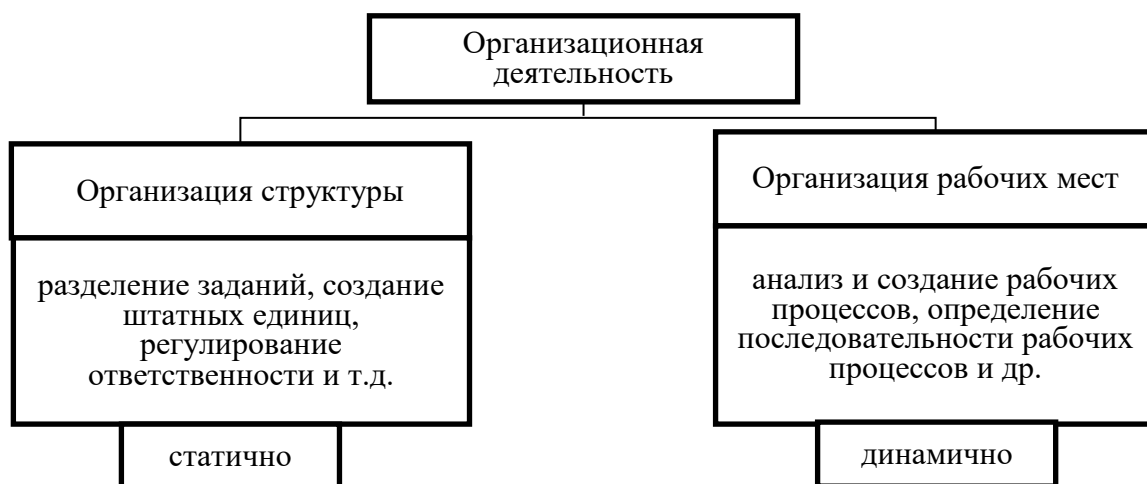 Организационная
деятельность
Организация структуры
разделение заданий, создание
штатных единиц,
регулирование
ответственности и т.д.
статично
Организация рабочих мест
анализ и создание рабочих
процессов, определение
последовательности рабочих
процессов и др.
динамично